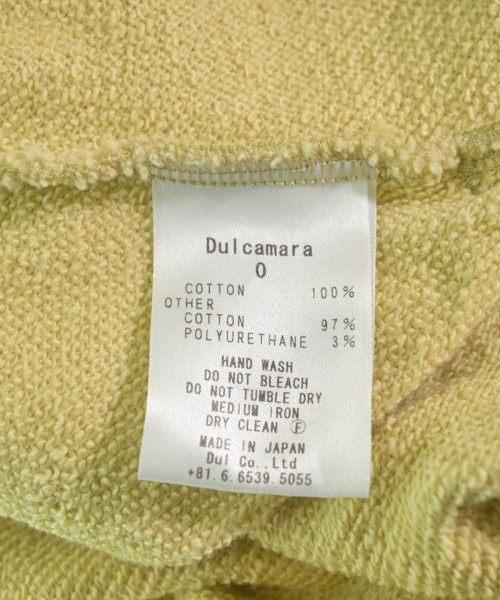 Dulcamara
0
COTTON 100%
OTHER
COTTON 97%
POLYURETHANE 3%
HAND WASH
DO NOT BLEACH
DO NOT TUMBLE DRY
MEDIUM IRON
DRY CLEAN Ⓕ
MADE IN JAPAN
Dul Co.,Ltd
+81.6.6539.5055